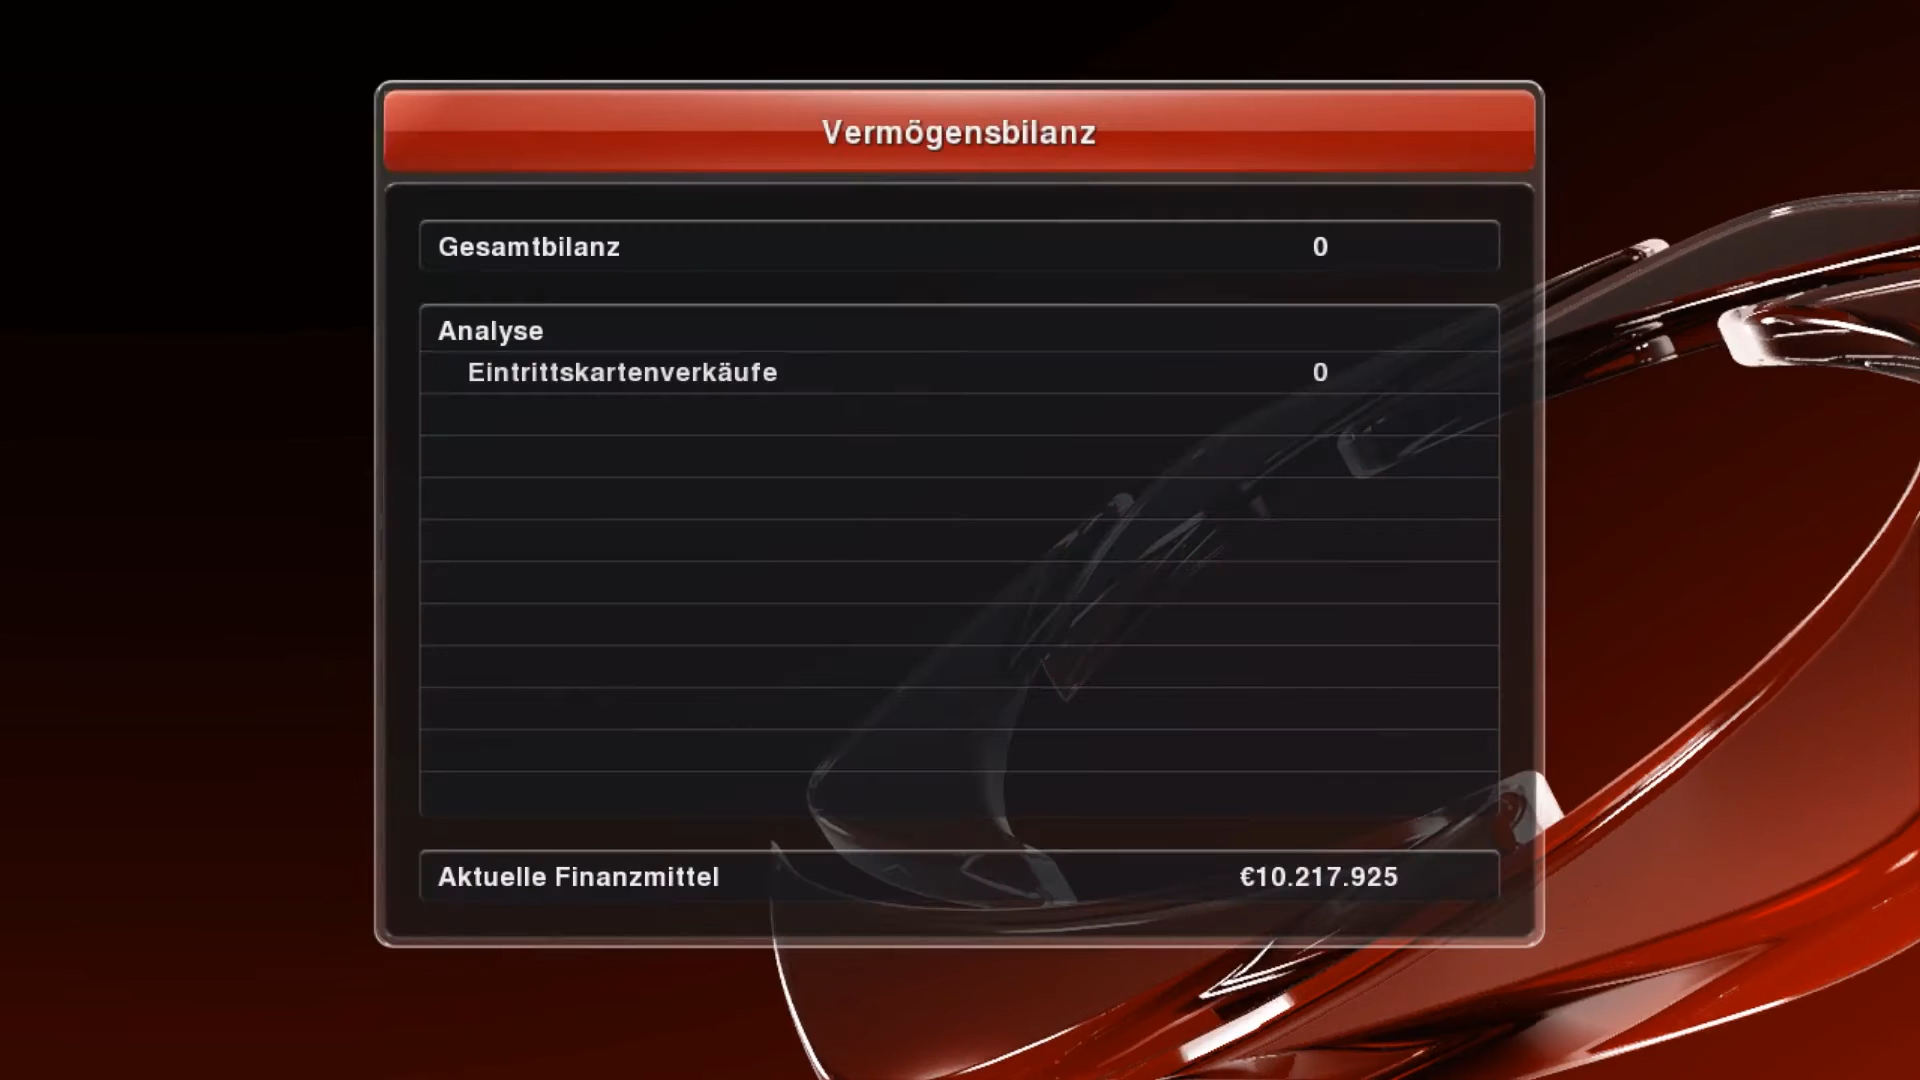 Vermögensbilanz
Gesamtbilanz 0
Analyse
Eintrittskartenverkäufe 0
Aktuelle Finanzmittel €10.217.925